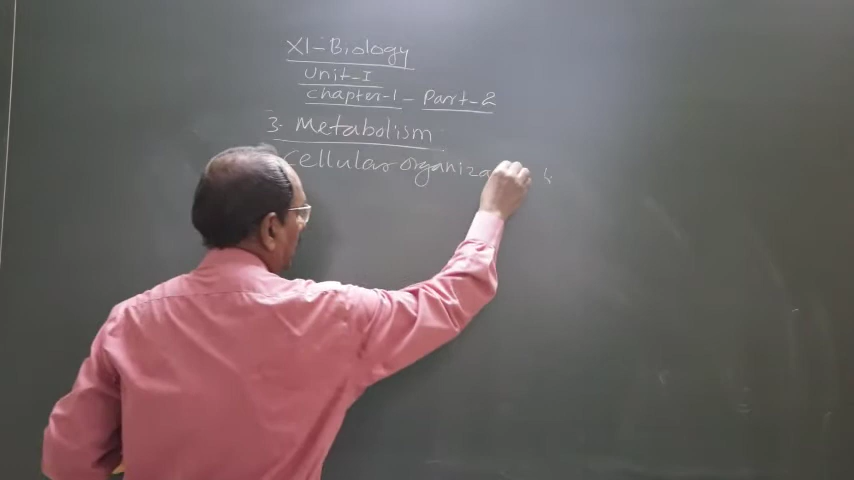 XI-Biology
Unit-I
Chapter-1 - Part-2
3. Metabolism
Cellular organiza